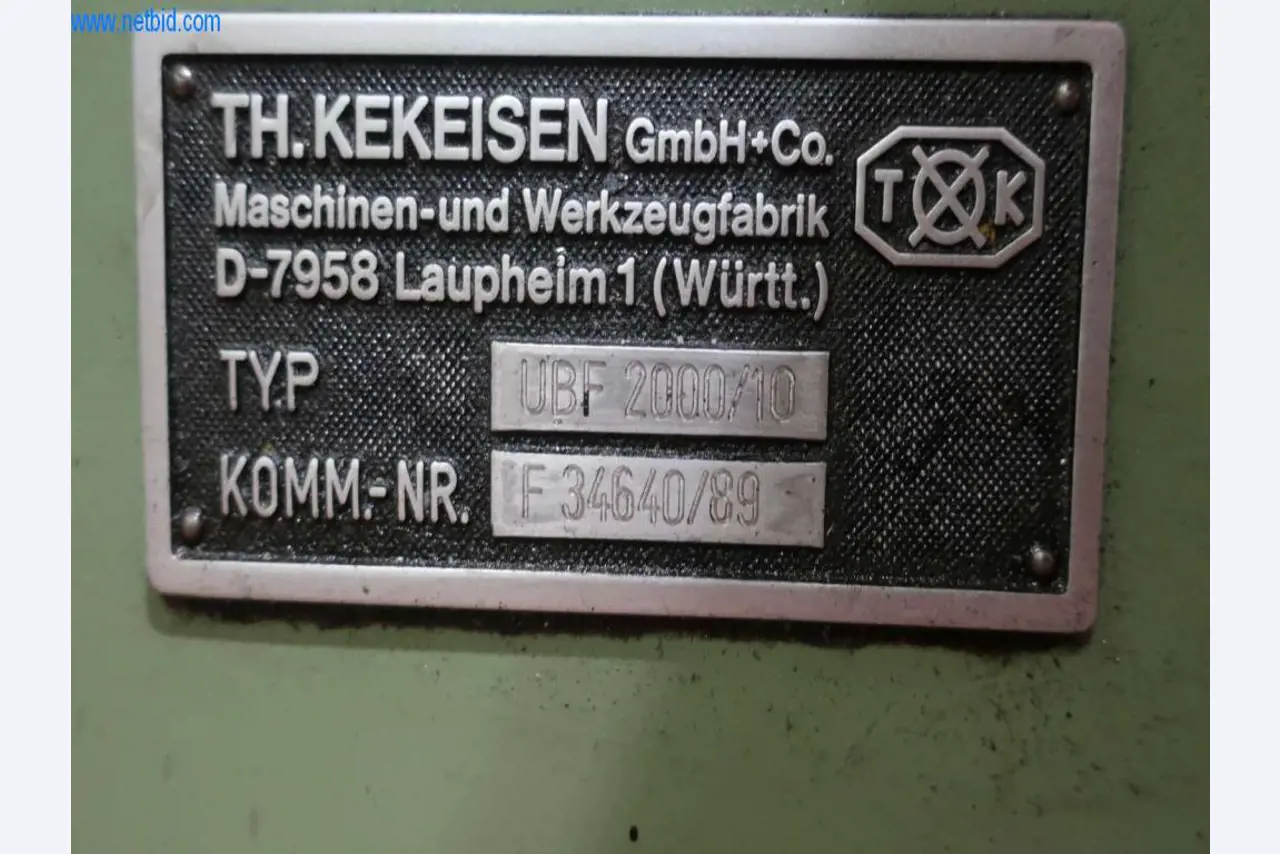 www.netbid.com
TH. KEKEISEN GmbH+Co.
Maschinen-und Werkzeugfabrik
D-7958 Laupheim 1 (Württ.)
T K
TYP UBF 2000/10
KOMM.-NR. F 34640/89